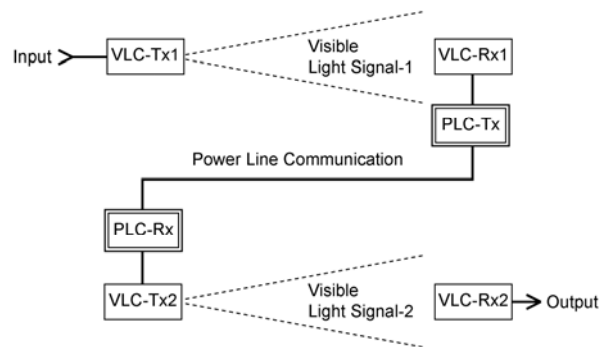 Input
VLC-Tx1
Visible
Light Signal-1
VLC-Rx1
PLC-Tx
Power Line Communication
PLC-Rx
VLC-Tx2
Visible
Light Signal-2
VLC-Rx2
Output